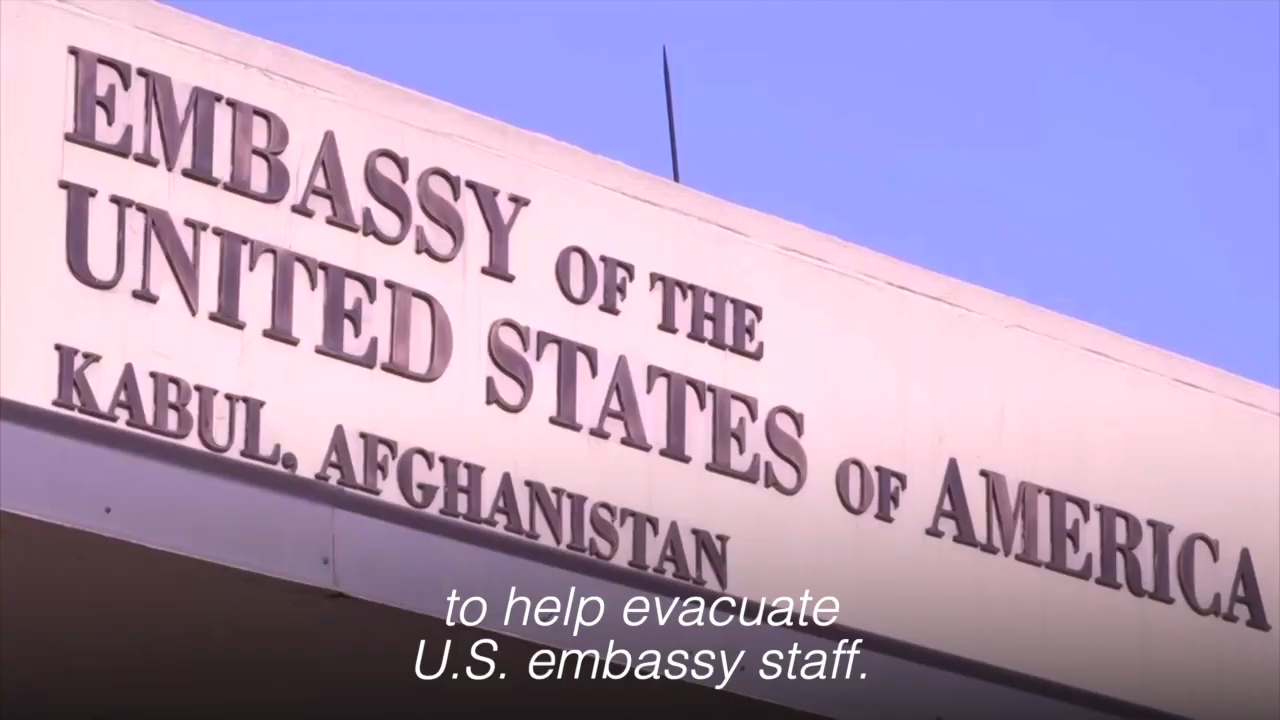 EMBASSY OF THE
UNITED STATES OF AMERICA
KABUL, AFGHANISTAN
to help evacuate
U.S. embassy staff.